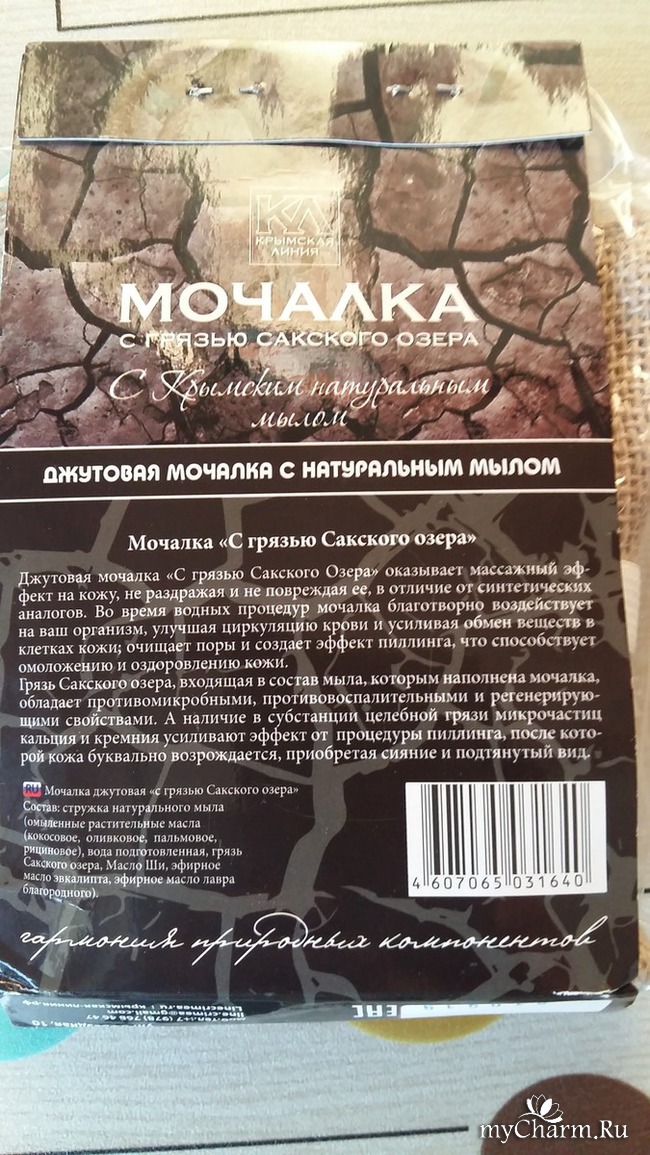 КЛ
КРЫМСКАЯ
ЛИНИЯ
МОЧАЛКА
С ГРЯЗЬЮ САКСКОГО ОЗЕРА
С Крымским натуральным
мылом
ДЖУТОВАЯ МОЧАЛКА С НАТУРАЛЬНЫМ МЫЛОМ
Мочалка «С грязью Сакского озера»
Джутовая мочалка «С грязью Сакского Озера» оказывает массажный эф-
фект на кожу, не раздражая и не повреждая ее, в отличие от синтетических
аналогов. Во время водных процедур мочалка благотворно воздействует
на ваш организм, улучшая циркуляцию крови и усиливая обмен веществ в
клетках кожи; очищает поры и создает эффект пиллинга, что способствует
омоложению и оздоровлению кожи.
Грязь Сакского озера, входящая в состав мыла, которым наполнена мочалка,
обладает противомикробными, противовоспалительными и регенерирую-
щими свойствами. А наличие в субстанции целебной грязи микрочастиц
кальция и кремния усиливают эффект от процедуры пиллинга, после кото-
рой кожа буквально возрождается, приобретая сияние и подтянутый вид.
RU Мочалка джутовая «с грязью Сакского озера»
Состав: стружка натурального мыла
(омыленные растительные масла
(кокосовое, оливковое, пальмовое,
рициновое), вода подготовленная, грязь
Сакского озера, Масло Ши, эфирное
масло эвкалипта, эфирное масло лавра
благородного).
4 607065 031640
гармония природных компонентов
line.crimea@gmail.com
EAC
myCharm.Ru